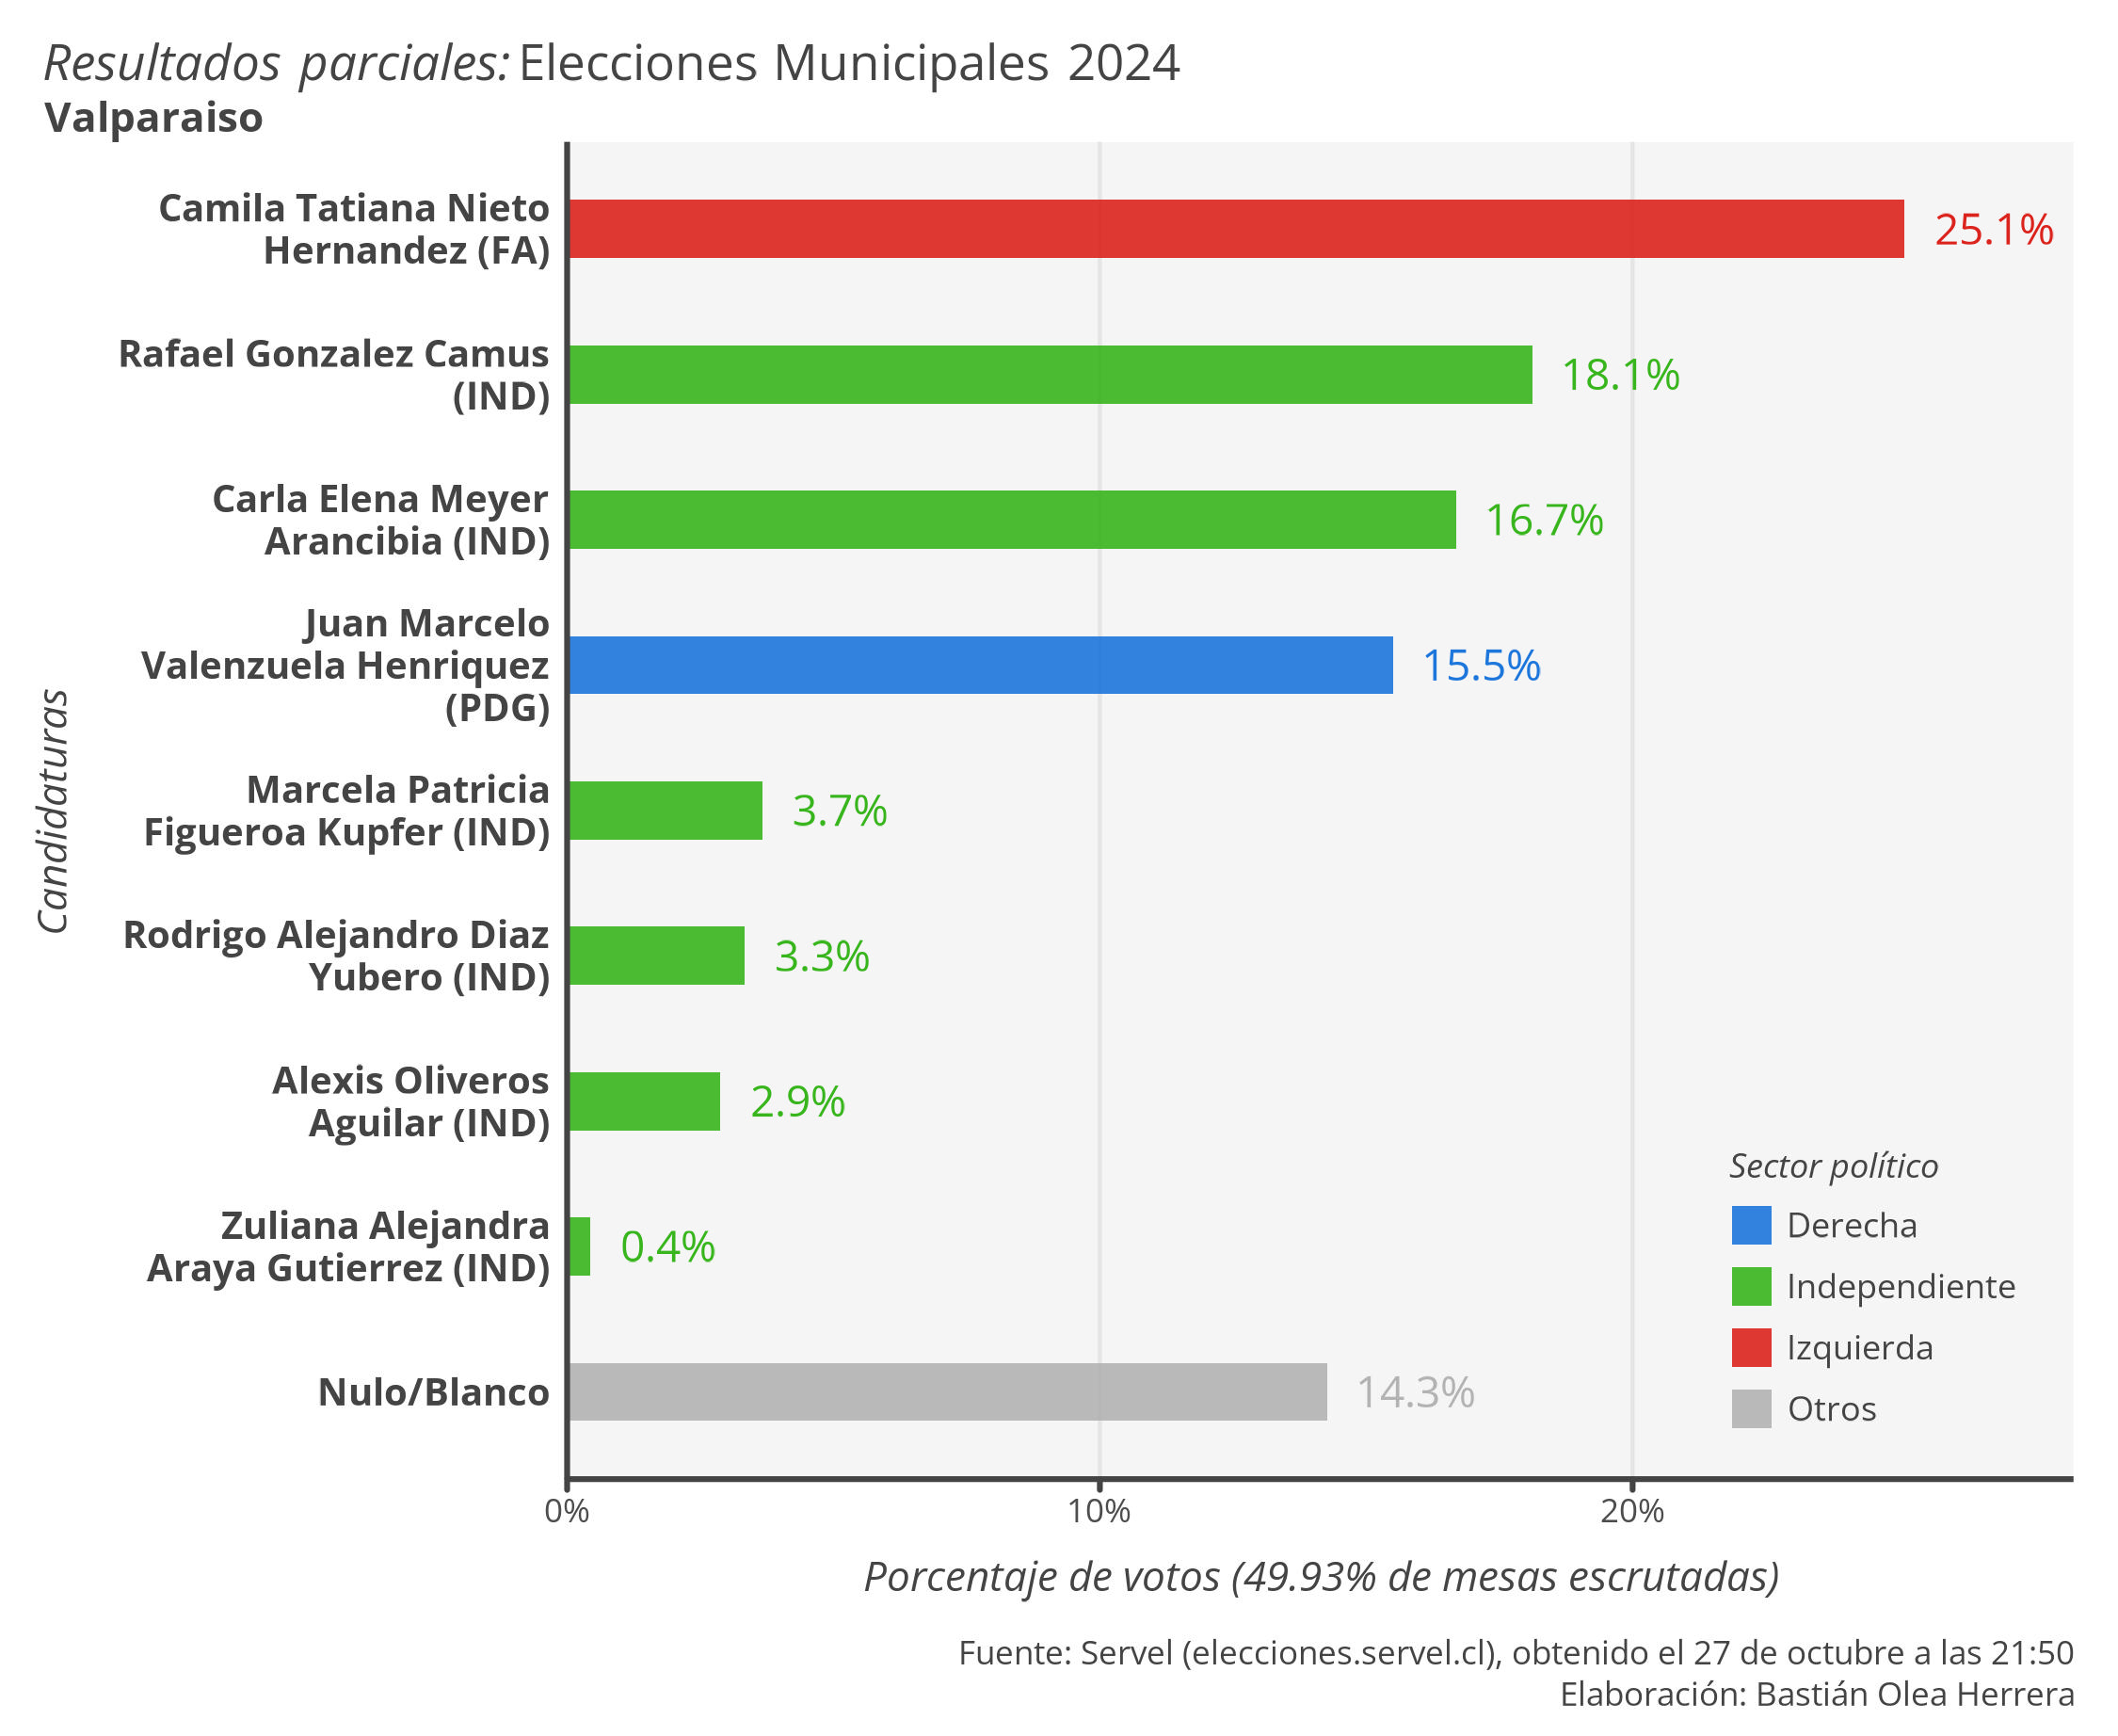 Resultados parciales: Elecciones Municipales 2024
Valparaiso
Candidaturas
Camila Tatiana Nieto
Hernandez (FA)
25.1%
Rafael Gonzalez Camus
(IND)
18.1%
Carla Elena Meyer
Arancibia (IND)
16.7%
Juan Marcelo
Valenzuela Henriquez
(PDG)
15.5%
Marcela Patricia
Figueroa Kupfer (IND)
3.7%
Rodrigo Alejandro Diaz
Yubero (IND)
3.3%
Alexis Oliveros
Aguilar (IND)
2.9%
Zuliana Alejandra
Araya Gutierrez (IND)
0.4%
Nulo/Blanco
14.3%
Sector político
Derecha
Independiente
Izquierda
Otros
0%
10%
20%
Porcentaje de votos (49.93% de mesas escrutadas)
Fuente: Servel (elecciones.servel.cl), obtenido el 27 de octubre a las 21:50
Elaboración: Bastián Olea Herrera